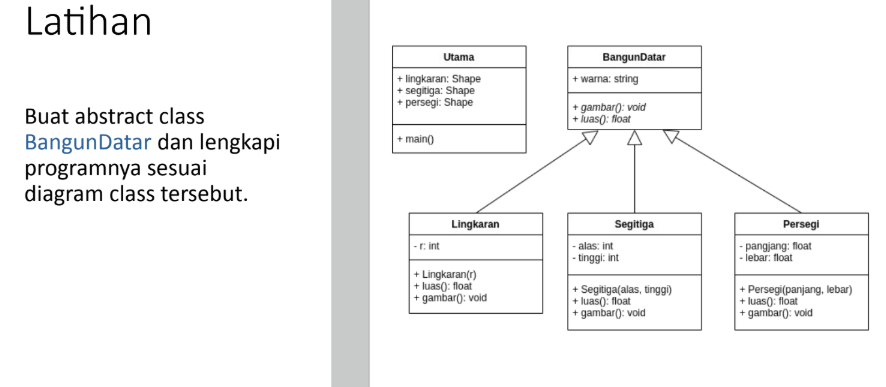 Latihan
Buat abstract class
BangunDatar dan lengkapi
programnya sesuai
diagram class tersebut.
Utama
+ lingkaran: Shape
+ segitiga: Shape
+ persegi: Shape
+ main()
BangunDatar
+ warna: string
+ gambar(): void
+ luas(): float
Lingkaran
- r: int
+ Lingkaran(r)
+ luas(): float
+ gambar(): void
Segitiga
- alas: int
- tinggi: int
+ Segitiga(alas, tinggi)
+ luas(): float
+ gambar(): void
Persegi
- pangjang: float
- lebar: float
+ Persegi(panjang, lebar)
+ luas(): float
+ gambar(): void